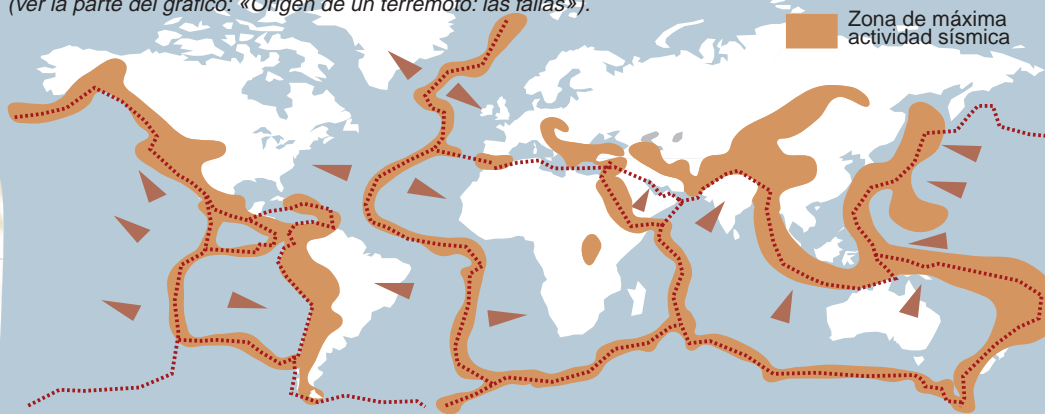 (ver la parte del gráfico: «Origen de un terremoto: las fallas»).
Zona de máxima
actividad sísmica